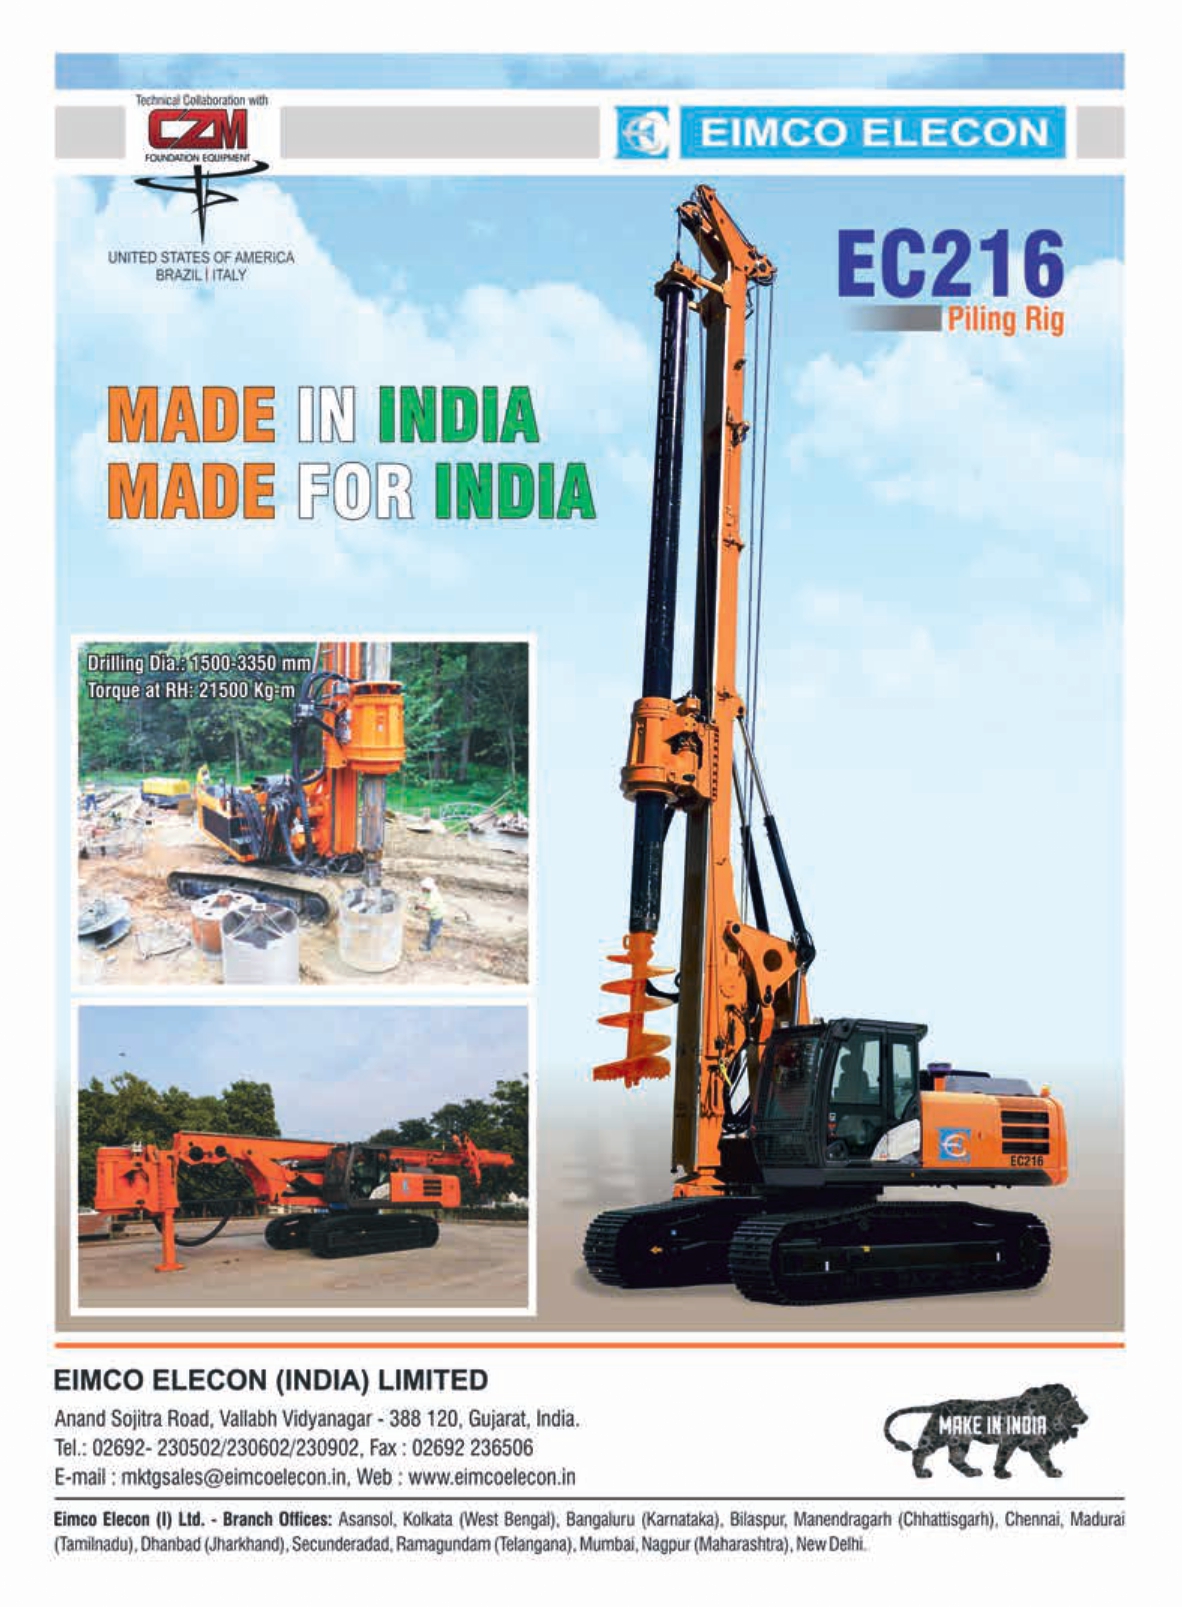 Technical Collaboration with
CZM
FOUNDATION EQUIPMENT
UNITED STATES OF AMERICA
BRAZIL | ITALY
EIMCO ELECON
EC216
Piling Rig
MADE IN INDIA
MADE FOR INDIA
Drilling Dia.: 1500-3350 mm
Torque at RH: 21500 Kg-m
EC216
EIMCO ELECON (INDIA) LIMITED
Anand Sojitra Road, Vallabh Vidyanagar - 388 120, Gujarat, India.
Tel.: 02692- 230502/230602/230902, Fax : 02692 236506
E-mail : mktgsales@eimcoelecon.in, Web : www.eimcoelecon.in
MAKE IN INDIA
Eimco Elecon (I) Ltd. - Branch Offices: Asansol, Kolkata (West Bengal), Bangaluru (Karnataka), Bilaspur, Manendragarh (Chhattisgarh), Chennai, Madurai
(Tamilnadu), Dhanbad (Jharkhand), Secunderadad, Ramagundam (Telangana), Mumbai, Nagpur (Maharashtra), New Delhi.